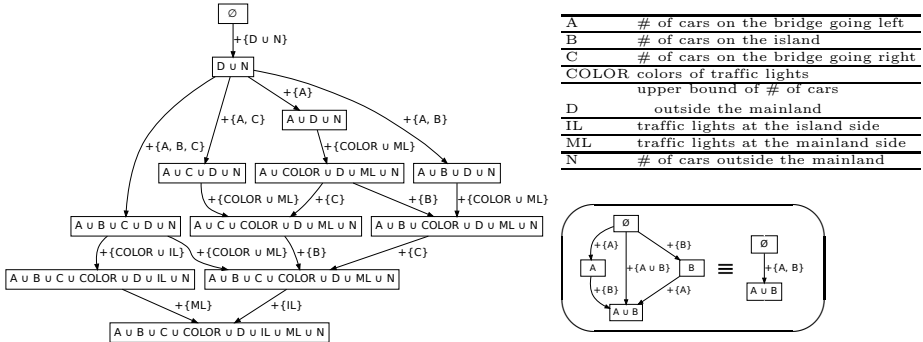 ∅
+{D ∪ N}
D ∪ N
+{A}
+{A, B, C}
+{A, C}
+{A, B}
A ∪ D ∪ N
+{COLOR ∪ ML}
A ∪ C ∪ D ∪ N
A ∪ COLOR ∪ D ∪ ML ∪ N
A ∪ B ∪ D ∪ N
+{COLOR ∪ ML}
+{C}
+{B}
+{COLOR ∪ ML}
A ∪ B ∪ C ∪ D ∪ N
A ∪ C ∪ COLOR ∪ D ∪ ML ∪ N
A ∪ B ∪ COLOR ∪ D ∪ ML ∪ N
+{COLOR ∪ IL}
+{COLOR ∪ ML}
+{B}
+{C}
A ∪ B ∪ C ∪ COLOR ∪ D ∪ IL ∪ N
A ∪ B ∪ C ∪ COLOR ∪ D ∪ ML ∪ N
+{ML}
+{IL}
A ∪ B ∪ C ∪ COLOR ∪ D ∪ IL ∪ ML ∪ N
A # of cars on the bridge going left
B # of cars on the island
C # of cars on the bridge going right
COLOR colors of traffic lights
upper bound of # of cars
D outside the mainland
IL traffic lights at the island side
ML traffic lights at the mainland side
N # of cars outside the mainland
∅
+{A}
+{B}
A
+{A ∪ B}
B
+{B}
+{A}
A ∪ B
≡
∅
+{A, B}
A ∪ B